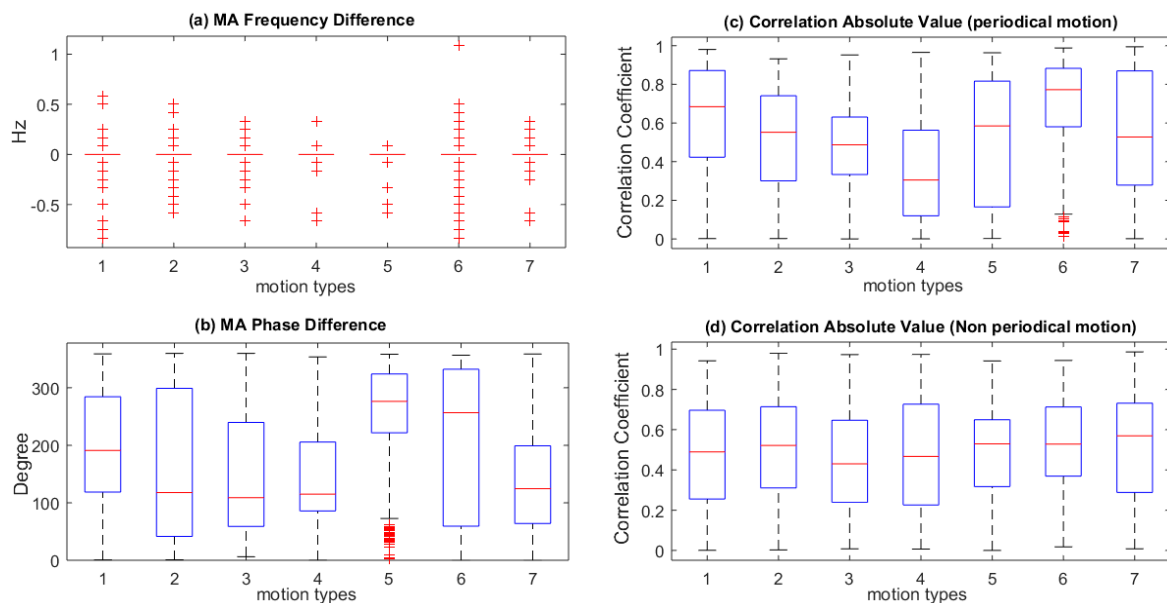 (a) MA Frequency Difference
1
0.5
0
-0.5
Hz
1 2 3 4 5 6 7
motion types
(b) MA Phase Difference
300
200
100
0
Degree
1 2 3 4 5 6 7
motion types
(c) Correlation Absolute Value (periodical motion)
1
0.8
0.6
0.4
0.2
0
Correlation Coefficient
1 2 3 4 5 6 7
motion types
(d) Correlation Absolute Value (Non periodical motion)
1
0.8
0.6
0.4
0.2
0
Correlation Coefficient
1 2 3 4 5 6 7
motion types